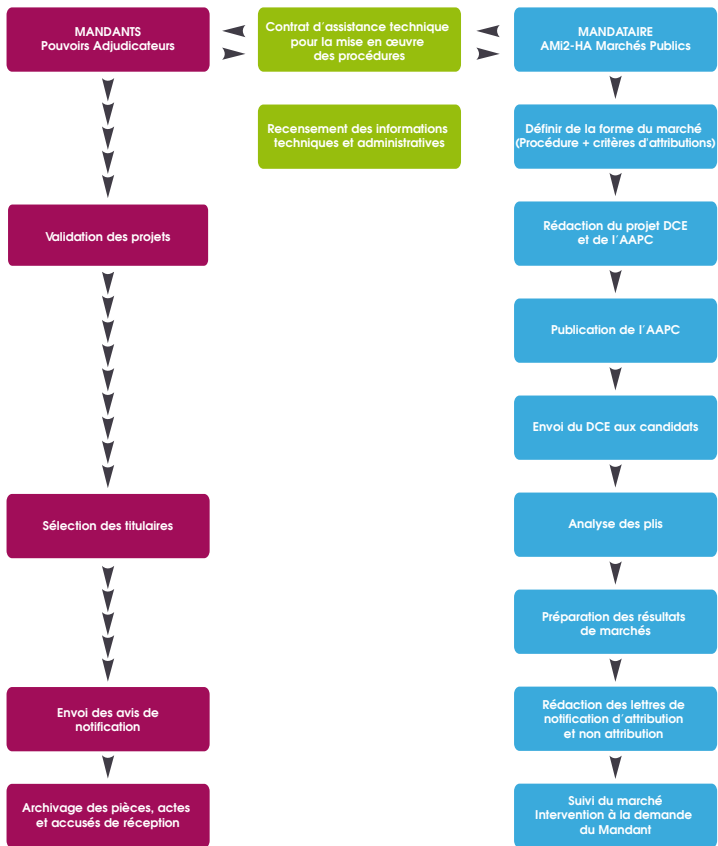 MANDANTS
Pouvoirs Adjudicateurs
Contrat d'assistance technique
pour la mise en œuvre
des procédures
MANDATAIRE
AMi2-HA Marchés Publics
Recensement des informations
techniques et administratives
Définir de la forme du marché
(Procédure + critères d'attributions)
Validation des projets
Rédaction du projet DCE
et de l'AAPC
Publication de l'AAPC
Envoi du DCE aux candidats
Sélection des titulaires
Analyse des plis
Préparation des résultats
de marchés
Envoi des avis de
notification
Rédaction des lettres de
notification d'attribution
et non attribution
Archivage des pièces, actes
et accusés de réception
Suivi du marché
Intervention à la demande
du Mandant